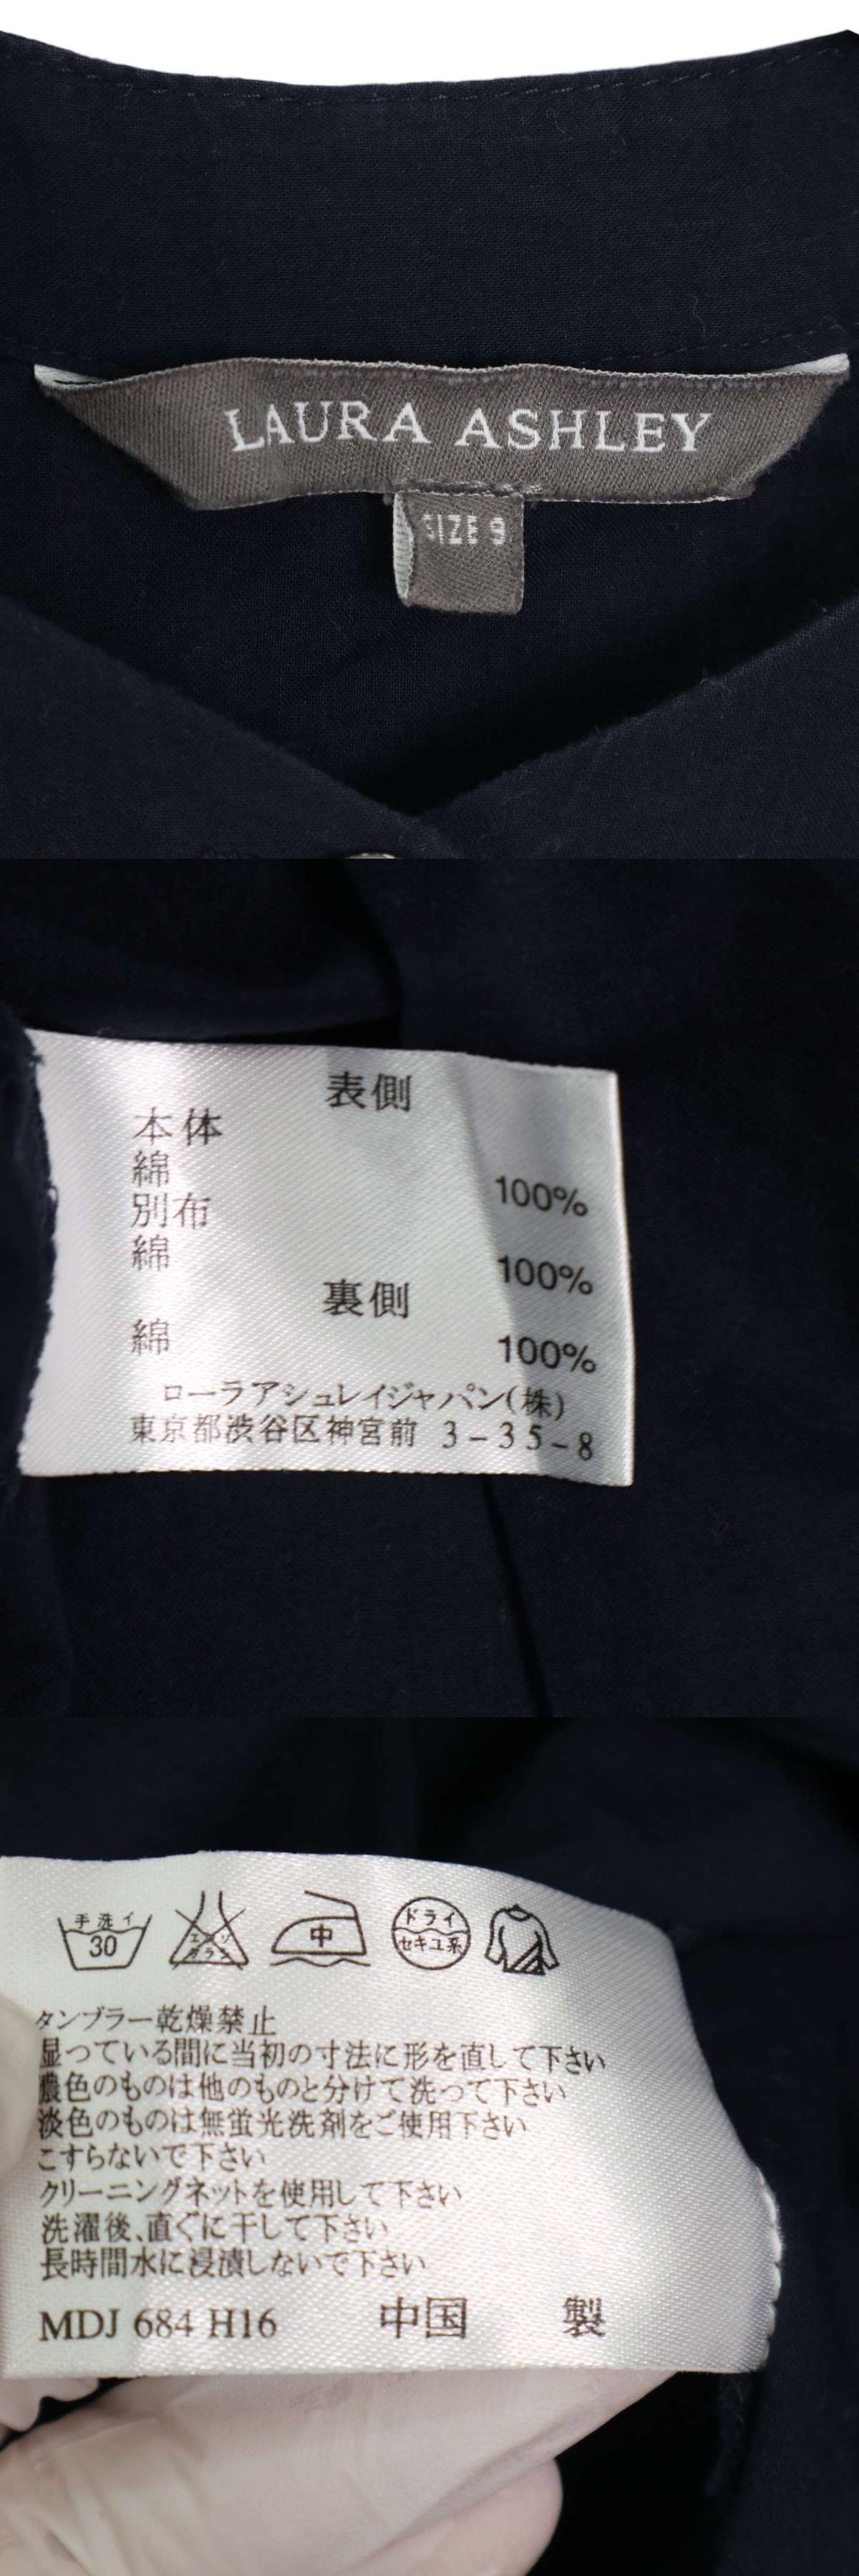 LAURA ASHLEY
SIZE 9
表側
本体
綿 100%
別布
綿 100%
裏側
綿 100%
ローラアシュレイジャパン(株)
東京都渋谷区神宮前 3-35-8
手洗イ
30
エンソ
サラシ
中
ドライ
セキユ系
タンブラー乾燥禁止
湿っている間に当初の寸法に形を直して下さい
濃色のものは他のものと分けて洗って下さい
淡色のものは無蛍光洗剤をご使用下さい
こすらないで下さい
クリーニングネットを使用して下さい
洗濯後、直ぐに干して下さい
長時間水に浸漬しないで下さい
MDJ 684 H16 中国 製